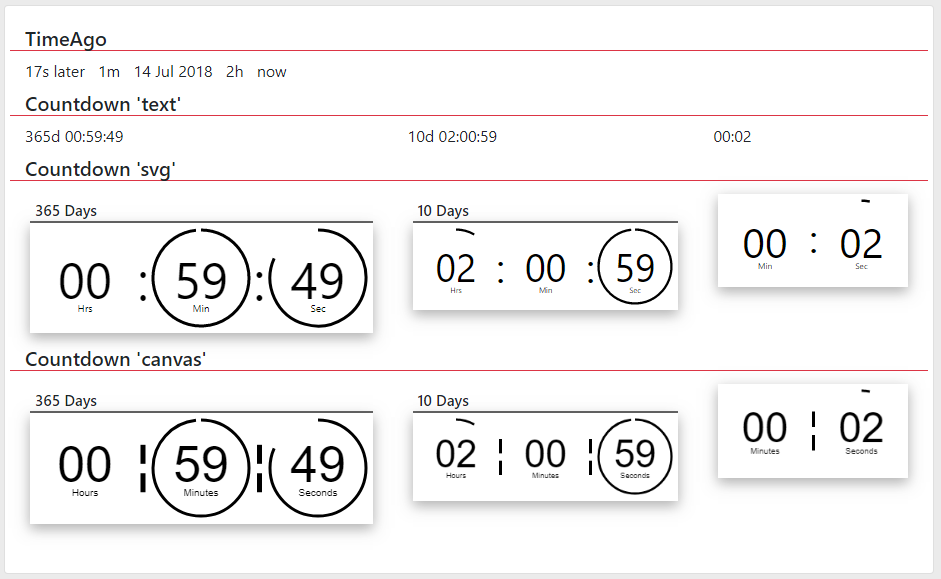 TimeAgo
17s later 1m 14 Jul 2018 2h now
Countdown 'text'
365d 00:59:49 10d 02:00:59 00:02
Countdown 'svg'
365 Days
00 : 59 : 49
Hrs Min Sec
10 Days
02 : 00 : 59
Hrs Min Sec
00 : 02
Min Sec
Countdown 'canvas'
365 Days
00 ¦ 59 ¦ 49
Hours Minutes Seconds
10 Days
02 ¦ 00 ¦ 59
Hours Minutes Seconds
00 ¦ 02
Minutes Seconds